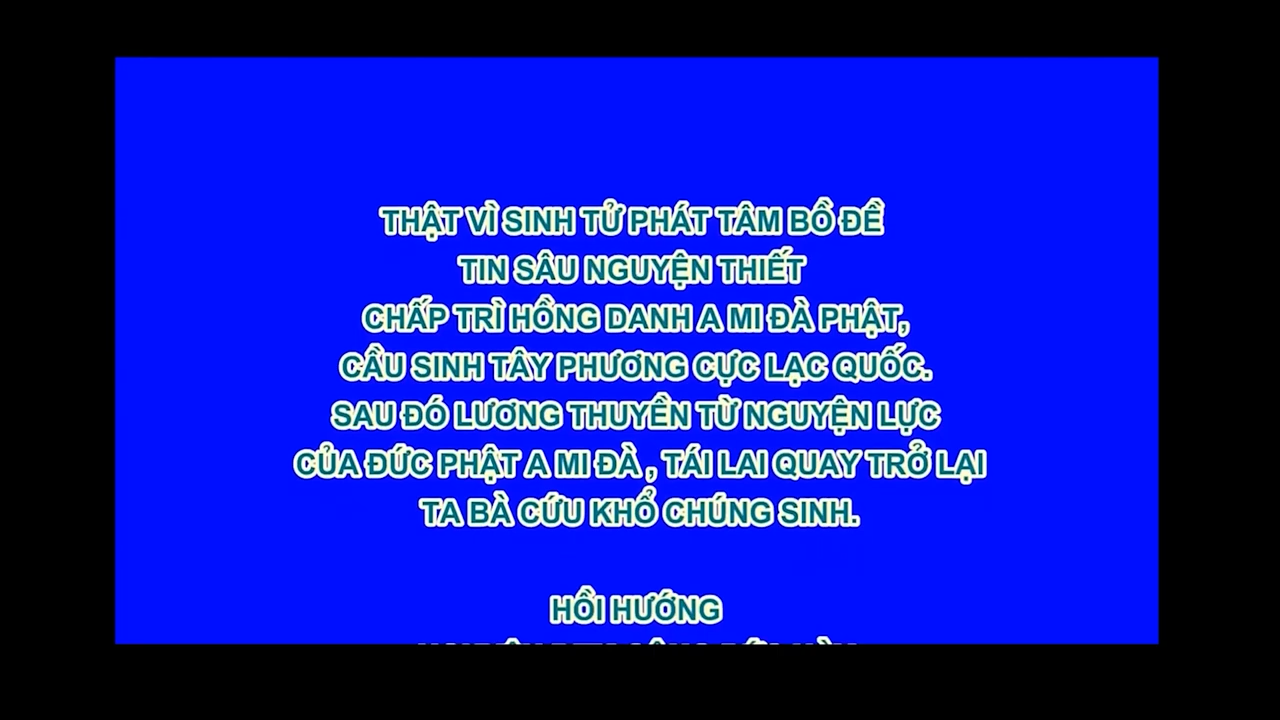 THẬT VÌ SINH TỬ PHÁT TÂM BỒ ĐỀ
TIN SÂU NGUYỆN THIẾT
CHẤP TRÌ HỒNG DANH A MI ĐÀ PHẬT,
CẦU SINH TÂY PHƯƠNG CỰC LẠC QUỐC.
SAU ĐÓ LƯƠNG THUYỀN TỪ NGUYỆN LỰC
CỦA ĐỨC PHẬT A MI ĐÀ , TÁI LAI QUAY TRỞ LẠI
TA BÀ CỨU KHỔ CHÚNG SINH.
HỒI HƯỚNG